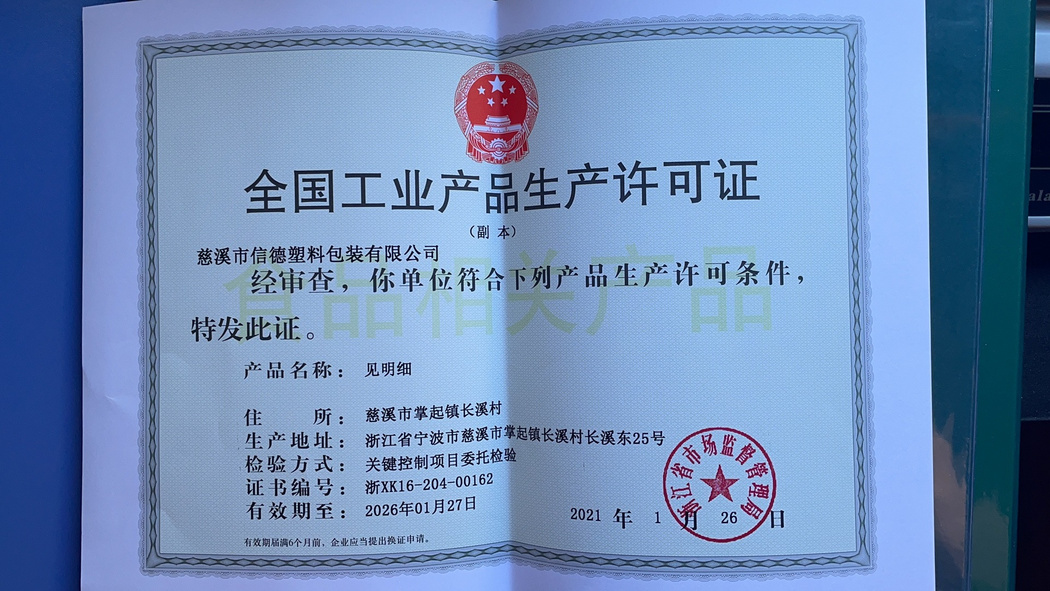 全国工业产品生产许可证
（副 本）
慈溪市信德塑料包装有限公司
食品相关产品
经审查，你单位符合下列产品生产许可条件，
特发此证。
产品名称： 见明细
住 所： 慈溪市掌起镇长溪村
生产地址： 浙江省宁波市慈溪市掌起镇长溪村长溪东25号
检验方式： 关键控制项目委托检验
证书编号： 浙XK16-204-00162
有效期至： 2026年01月27日
浙江省市场监督管理局
2021 年 1 月 26 日
有效期届满6个月前，企业应当提出换证申请。